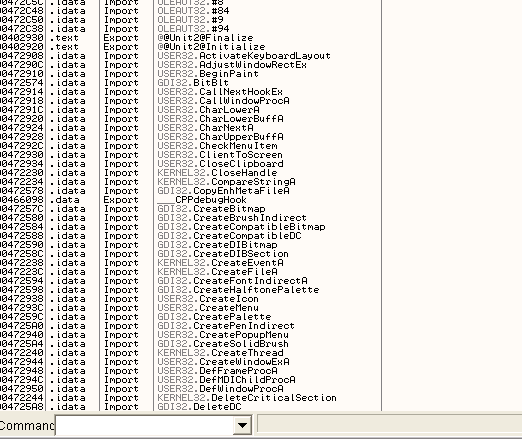 00472C5C .idata Import OLEAUT32.#8
00472C48 .idata Import OLEAUT32.#84
00472C3C .idata Import OLEAUT32.#9
00472C38 .idata Import OLEAUT32.#94
00402930 .text Export @@Unit2@Finalize
00402920 .text Export @@Unit2@Initialize
00472908 .idata Import USER32.ActivateKeyboardLayout
0047290C .idata Import USER32.AdjustWindowRectEx
00472910 .idata Import USER32.BeginPaint
00472574 .idata Import GDI32.BitBlt
00472914 .idata Import USER32.CallNextHookEx
00472918 .idata Import USER32.CallWindowProcA
0047291C .idata Import USER32.CharLowerA
00472920 .idata Import USER32.CharLowerBuffA
00472924 .idata Import USER32.CharNextA
00472928 .idata Import USER32.CharUpperBuffA
0047292C .idata Import USER32.CheckMenuItem
00472930 .idata Import USER32.ClientToScreen
00472934 .idata Import USER32.CloseClipboard
00472230 .idata Import KERNEL32.CloseHandle
00472234 .idata Import KERNEL32.CompareStringA
00472578 .idata Import GDI32.CopyEnhMetaFileA
00466098 .data Export ___CPPdebugHook
0047257C .idata Import GDI32.CreateBitmap
00472580 .idata Import GDI32.CreateBrushIndirect
00472584 .idata Import GDI32.CreateCompatibleBitmap
00472588 .idata Import GDI32.CreateCompatibleDC
00472590 .idata Import GDI32.CreateDIBitmap
0047258C .idata Import GDI32.CreateDIBSection
00472238 .idata Import KERNEL32.CreateEventA
0047223C .idata Import KERNEL32.CreateFileA
00472594 .idata Import GDI32.CreateFontIndirectA
00472598 .idata Import GDI32.CreateHalftonePalette
00472938 .idata Import USER32.CreateIcon
0047293C .idata Import USER32.CreateMenu
0047259C .idata Import GDI32.CreatePalette
004725A0 .idata Import GDI32.CreatePenIndirect
00472940 .idata Import USER32.CreatePopupMenu
004725A4 .idata Import GDI32.CreateSolidBrush
00472240 .idata Import KERNEL32.CreateThread
00472944 .idata Import USER32.CreateWindowExA
00472948 .idata Import USER32.DefFrameProcA
0047294C .idata Import USER32.DefMDIChildProcA
00472950 .idata Import USER32.DefWindowProcA
00472244 .idata Import KERNEL32.DeleteCriticalSection
004725A8 .idata Import GDI32.DeleteDC
Command